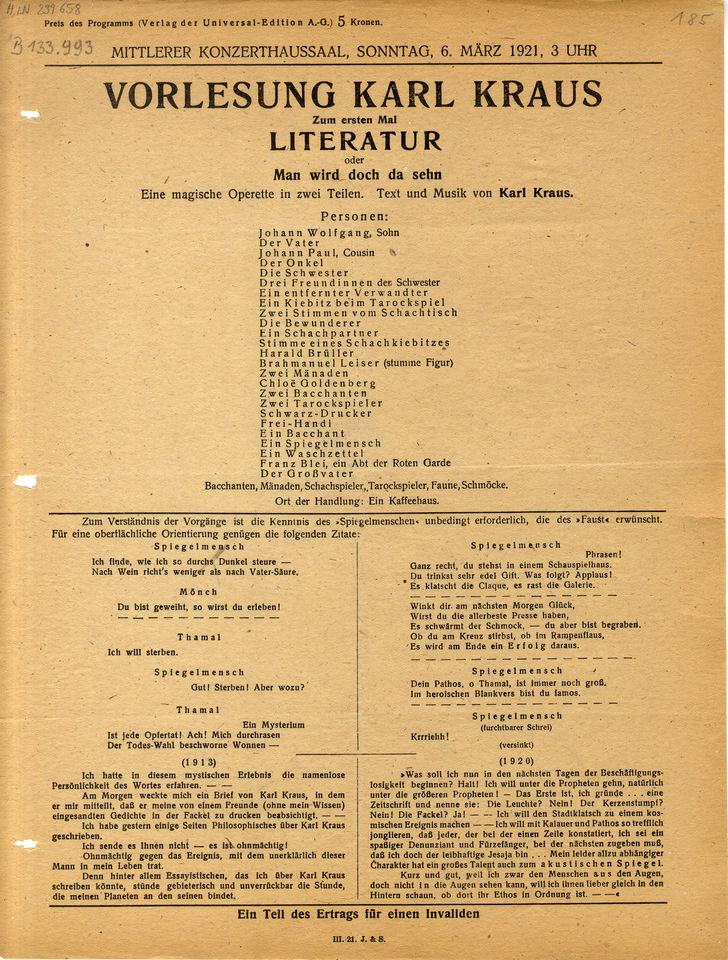 H.I.N. 239.658
Preis des Programms (Verlag der Universal-Edition A.-G.) 5 Kronen.
185
B 133.993
MITTLERER KONZERTHAUSSAAL, SONNTAG, 6. MÄRZ 1921, 3 UHR
VORLESUNG KARL KRAUS
Zum ersten Mal
LITERATUR
oder
Man wird doch da sehn
Eine magische Operette in zwei Teilen. Text und Musik von Karl Kraus.
Personen:
Johann Wolfgang, Sohn
Der Vater
Johann Paul, Cousin
Der Onkel
Die Schwester
Drei Freundinnen der Schwester
Ein entfernter Verwandter
Ein Kiebitz beim Tarockspiel
Zwei Stimmen vom Schachtisch
Die Bewunderer
Ein Schachpartner
Stimme eines Schachkiebitzes
Harald Brüller
Brahmanuel Leiser (stumme Figur)
Zwei Mänaden
Chloë Goldenberg
Zwei Bacchanten
Zwei Tarockspieler
Schwarz-Drucker
Frei-Handl
Ein Bacchant
Ein Spiegelmensch
Ein Waschzettel
Franz Blei, ein Abt der Roten Garde
Der Großvater
Bacchanten, Mänaden, Schachspieler, Tarockspieler, Faune, Schmöcke.
Ort der Handlung: Ein Kaffeehaus.
Zum Verständnis der Vorgänge ist die Kenntnis des »Spiegelmenschen« unbedingt erforderlich, die des »Faust« erwünscht.
Für eine oberflächliche Orientierung genügen die folgenden Zitate:
Spiegelmensch
Ich finde, wie ich so durchs Dunkel steure —
Nach Wein richt's weniger als nach Vater-Säure.
Mönch
Du bist geweiht, so wirst du erleben!
— — — — — — — — — — — — —
Thamal
Ich will sterben.
Spiegelmensch
Gut! Sterben! Aber wozu?
Thamal
Ein Mysterium
Ist jede Opfertat! Ach! Mich durchrasen
Der Todes-Wahl beschworne Wonnen —
(1913)
Ich hatte in diesem mystischen Erlebnis die namenlose
Persönlichkeit des Wortes erfahren. — —
Am Morgen weckte mich ein Brief von Karl Kraus, in dem
er mir mitteilt, daß er meine von einem Freunde (ohne mein Wissen)
eingesandten Gedichte in der Fackel zu drucken beabsichtigt. — —
Ich habe gestern einige Seiten Philosophisches über Karl Kraus
geschrieben.
Ich sende es Ihnen nicht — es ist ohnmächtig!
Ohnmächtig gegen das Ereignis, mit dem unerklärlich dieser
Mann in mein Leben trat.
Denn hinter allem Essayistischen, das ich über Karl Kraus
schreiben könnte, stünde gebieterisch und unverrückbar die Stunde,
die meinen Planeten an den seinen bindet.
Spiegelmensch
Phrasen!
Ganz recht, du stehst in einem Schauspielhaus.
Du trinkst sehr edel Gift. Was folgt? Applaus!
Es klatscht die Claque, es rast die Galerie.
— — — — — — — — — — — — — — — —
Winkt dir am nächsten Morgen Glück,
Wirst du die allerbeste Presse haben,
Es schwärmt der Schmock, — du aber bist begraben.
Ob du am Kreuz stirbst, ob im Rampenflaus,
Es wird am Ende ein Erfolg daraus.
— — — — — — — — — — — — — — — —
Spiegelmensch
Dein Pathos, o Thamal, ist immer noch groß.
Im heroischen Blankvers bist du famos.
— — — — — — — — — — — — — — — —
Spiegelmensch
(furchtbarer Schrei)
Krrriehh!
(versinkt)
(1920)
»Was soll ich nun in den nächsten Tagen der Beschäftigungs-
losigkeit beginnen? Halt! Ich will unter die Propheten gehn, natürlich
unter die größeren Propheten! — Das Erste ist, ich gründe . . . eine
Zeitschrift und nenne sie: Die Leuchte? Nein! Der Kerzenstumpf?
Nein! Die Fackel? Ja! — — Ich will den Stadtklatsch zu einem kos-
mischen Ereignis machen — — Ich will mit Kalauer und Pathos so trefflich
jonglieren, daß jeder, der bei der einen Zeile konstatiert, ich sei ein
spaßiger Denunziant und Fürzefänger, bei der nächsten zugeben muß,
daß ich doch der leibhafte Jesaja bin . . . Mein leider allzu abhängiger
Charakter hat ein großes Talent auch zum akustischen Spiegel.
Kurz und gut, weil ich zwar den Menschen aus den Augen,
doch nicht in die Augen sehen kann, will ich ihnen lieber gleich in den
Hintern schaun, ob dort ihr Ethos in Ordnung ist. — —«
Ein Teil des Ertrags für einen Invaliden
III. 21. J. & S.